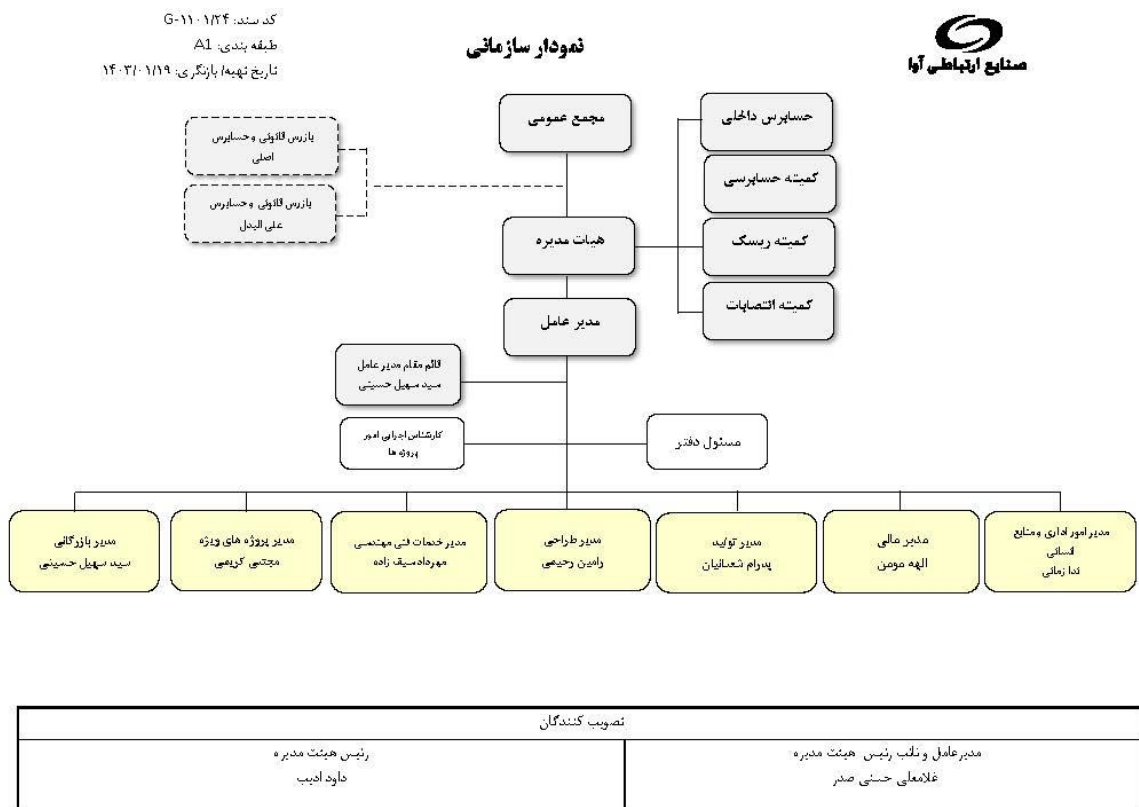 کد سند: G-۱۱۰۱/۲۴
طبقه بندی: A1
تاریخ تهیه/ بازنگری: ۱۴۰۳/۰۱/۱۹
نمودار سازمانی
صنایع ارتباطی آوا
مجمع عمومی
حسابرس داخلی
کمیته حسابرسی
کمیته ریسک
کمیته انتصابات
بازرس قانونی و حسابرس
اصلی
بازرس قانونی و حسابرس
علی البدل
هیات مدیره
مدیر عامل
قائم مقام مدیر عامل
سید سهیل حسینی
مسئول دفتر
کارشناس اجرایی امور
پروژه ها
مدیر امور اداری و منابع
انسانی
ندا زمانی
مدیر مالی
الهه مومن
مدیر تولید
پدرام شعبانیان
مدیر طراحی
رامین رحیمی
مدیر خدمات فنی مهندسی
مهرداد سیف زاده
مدیر پروژه های ویژه
مجتبی کریمی
مدیر بازرگانی
سید سهیل حسینی
تصویب کنندگان
مدیرعامل و نائب رئیس هیئت مدیره
غلامعلی حسنی صدر
رئیس هیئت مدیره
داود ادیب